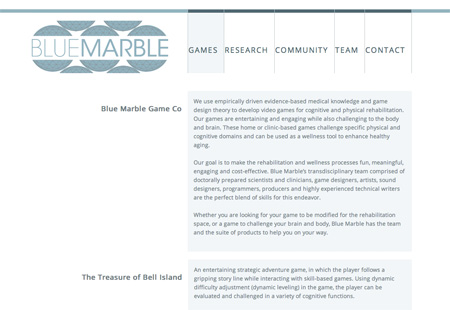 BLUEMARBLE
GAMES
RESEARCH
COMMUNITY
TEAM
CONTACT
Blue Marble Game Co
We use empirically driven evidence-based medical knowledge and game
design theory to develop video games for cognitive and physical rehabilitation.
Our games are entertaining and engaging while also challenging to the body
and brain. These home or clinic-based games challenge specific physical and
cognitive domains and can be used as a wellness tool to enhance healthy
aging.
Our goal is to make the rehabilitation and wellness processes fun, meaningful,
engaging and cost-effective. Blue Marble's transdisciplinary team comprised of
doctorally prepared scientists and clinicians, game designers, artists, sound
designers, programmers, producers and highly experienced technical writers
are the perfect blend of skills for this endeavor.
Whether you are looking for your game to be modified for the rehabilitation
space, or a game to challenge your brain and body, Blue Marble has the team
and the suite of products to help you on your way.
The Treasure of Bell Island
An entertaining strategic adventure game, in which the player follows a
gripping story line while interacting with skill-based games. Using dynamic
difficulty adjustment (dynamic leveling) in the game, the player can be
evaluated and challenged in a variety of cognitive functions.